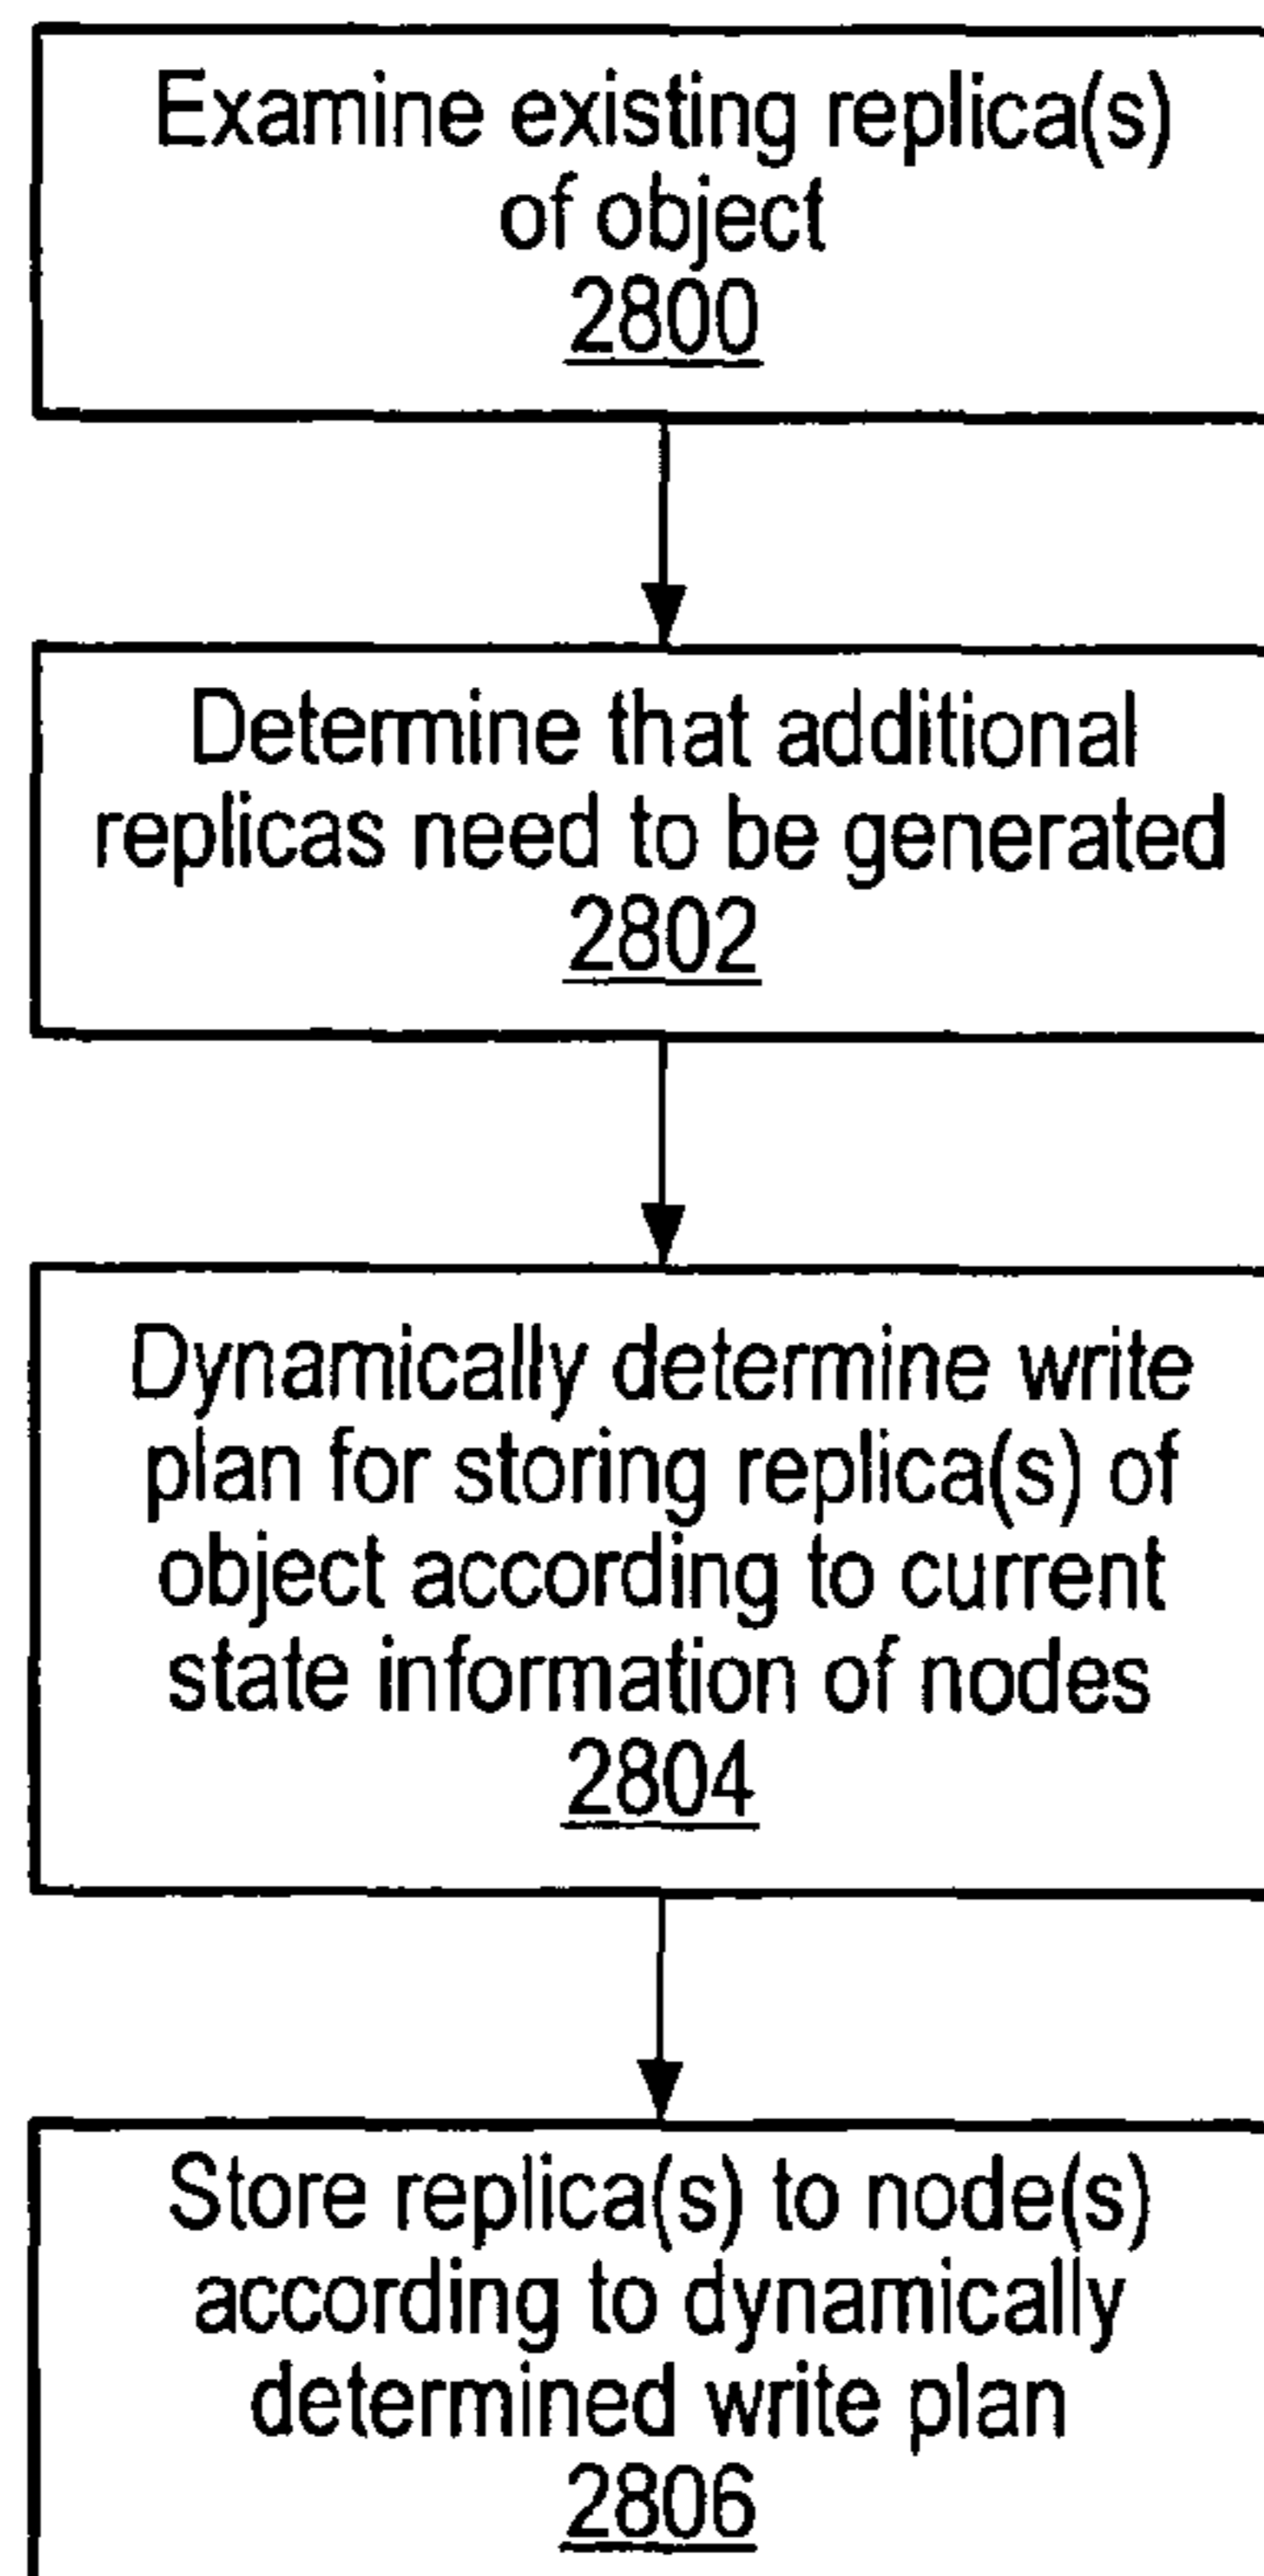 Examine existing replica(s)
of object
2800
Determine that additional
replicas need to be generated
2802
Dynamically determine write
plan for storing replica(s) of
object according to current
state information of nodes
2804
Store replica(s) to node(s)
according to dynamically
determined write plan
2806